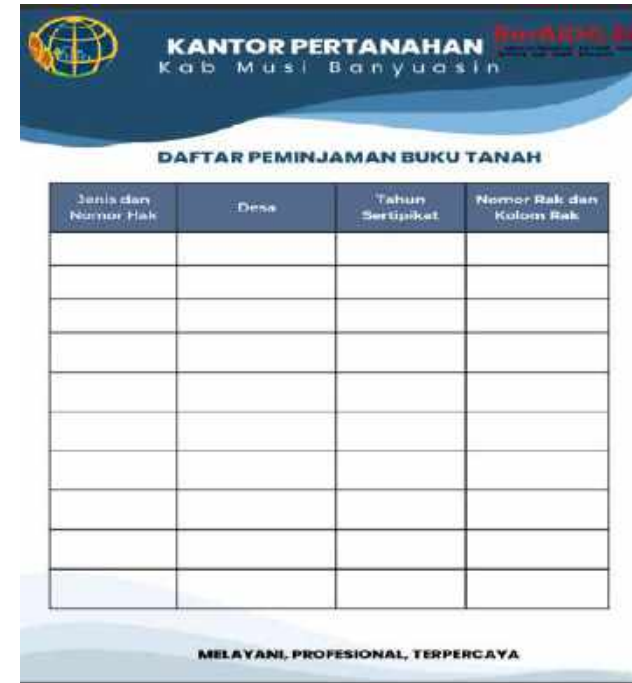 KANTOR PERTANAHAN
Kab Musi Banyuasin
DAFTAR PEMINJAMAN BUKU TANAH
Jenis dan Nomor Hak
Desa
Tahun Sertipikat
Nomor Rak dan Kolom Rak
MELAYANI, PROFESIONAL, TERPERCAYA